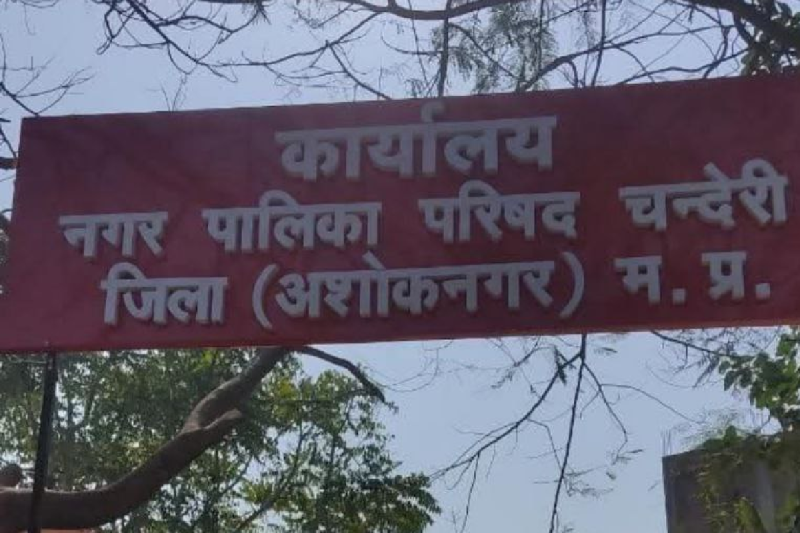 कार्यालय
नगर पालिका परिषद चन्देरी
जिला (अशोकनगर) म. प्र.